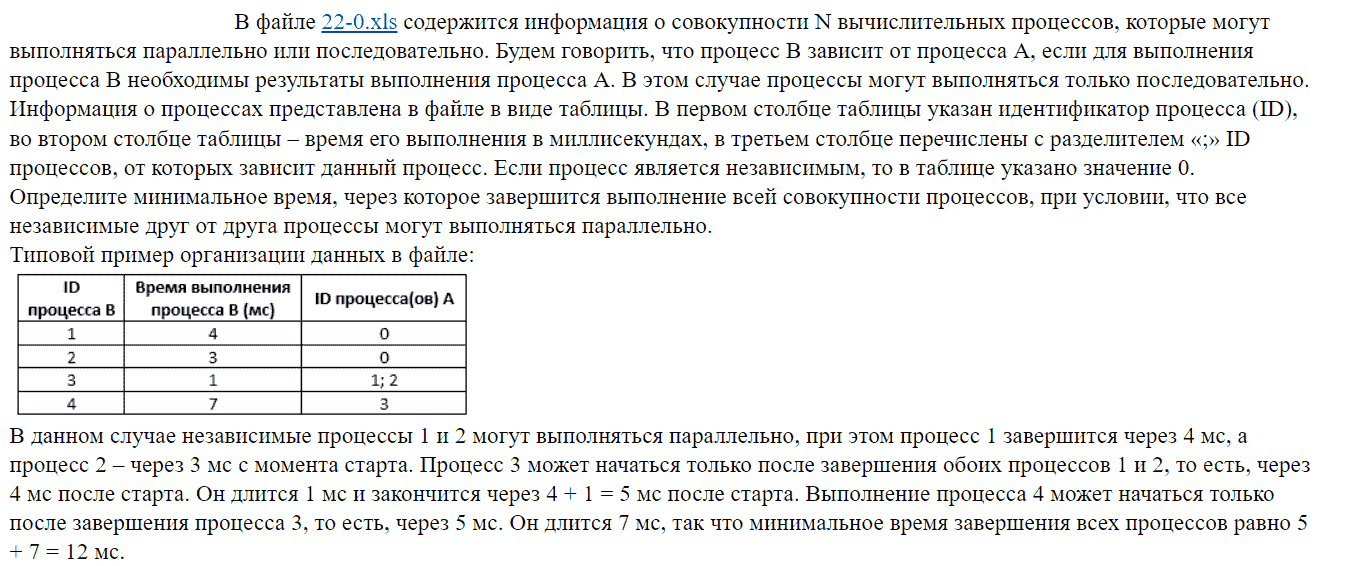 В файле 22-0.xls содержится информация о совокупности N вычислительных процессов, которые могут
выполняться параллельно или последовательно. Будем говорить, что процесс B зависит от процесса A, если для выполнения
процесса B необходимы результаты выполнения процесса A. В этом случае процессы могут выполняться только последовательно.
Информация о процессах представлена в файле в виде таблицы. В первом столбце таблицы указан идентификатор процесса (ID),
во втором столбце таблицы – время его выполнения в миллисекундах, в третьем столбце перечислены с разделителем «;» ID
процессов, от которых зависит данный процесс. Если процесс является независимым, то в таблице указано значение 0.
Определите минимальное время, через которое завершится выполнение всей совокупности процессов, при условии, что все
независимые друг от друга процессы могут выполняться параллельно.
Типовой пример организации данных в файле:
ID процесса B | Время выполнения процесса B (мс) | ID процесса(ов) A
1 | 4 | 0
2 | 3 | 0
3 | 1 | 1; 2
4 | 7 | 3
В данном случае независимые процессы 1 и 2 могут выполняться параллельно, при этом процесс 1 завершится через 4 мс, а
процесс 2 – через 3 мс с момента старта. Процесс 3 может начаться только после завершения обоих процессов 1 и 2, то есть, через
4 мс после старта. Он длится 1 мс и закончится через 4 + 1 = 5 мс после старта. Выполнение процесса 4 может начаться только
после завершения процесса 3, то есть, через 5 мс. Он длится 7 мс, так что минимальное время завершения всех процессов равно 5
+ 7 = 12 мс.